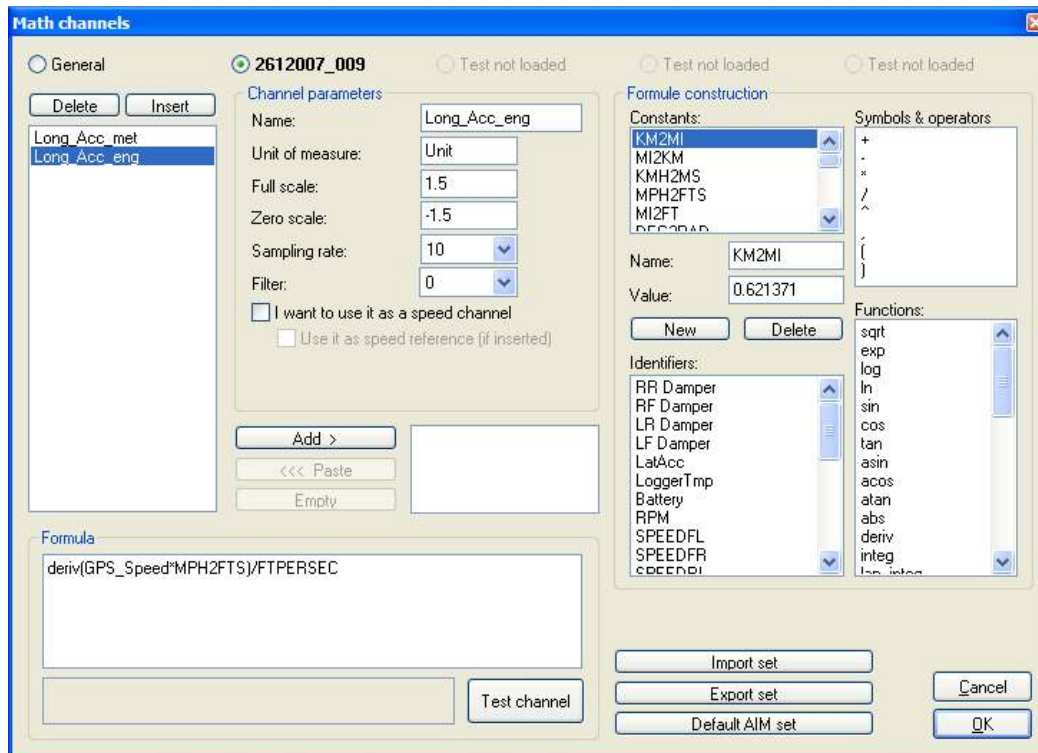 Math channels
General
2612007_009
Test not loaded
Test not loaded
Test not loaded
Delete
Insert
Long_Acc_met
Long_Acc_eng
Channel parameters
Name:
Long_Acc_eng
Unit of measure:
Unit
Full scale:
1.5
Zero scale:
-1.5
Sampling rate:
10
Filter:
0
I want to use it as a speed channel
Use it as speed reference (if inserted)
Add >
<<< Paste
Empty
Formule construction
Constants:
KM2MI
MI2KM
KMH2MS
MPH2FTS
MI2FT
DEG2RAD
Name:
KM2MI
Value:
0.621371
New
Delete
Identifiers:
RR Damper
RF Damper
LR Damper
LF Damper
LatAcc
LoggerTmp
Battery
RPM
SPEEDFL
SPEEDFR
SPEEDRL
Symbols & operators
+
-
*
/
^
,
(
)
Functions:
sqrt
exp
log
ln
sin
cos
tan
asin
acos
atan
abs
deriv
integ
lap_integ
Formula
deriv(GPS_Speed*MPH2FTS)/FTPERSEC
Test channel
Import set
Export set
Default AIM set
Cancel
OK